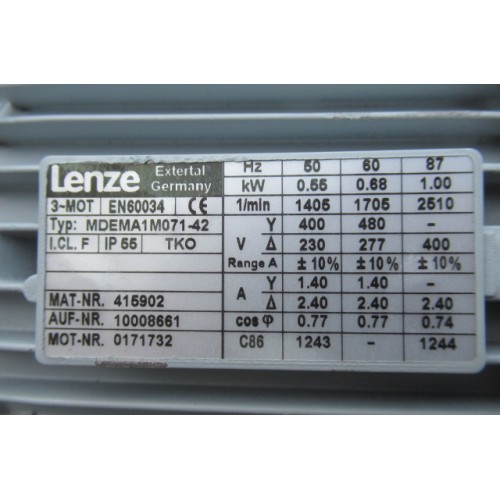 Lenze Extertal Germany Hz 50 60 87
kW 0.55 0.68 1.00
3~MOT EN60034 CE 1/min 1405 1705 2510
Typ: MDEMA1M071-42 Y 400 480 -
I.CL. F IP 55 TKO V Δ 230 277 400
Range A ±10% ±10% ±10%
Y 1.40 1.40 -
MAT-NR. 415902 A Δ 2.40 2.40 2.40
AUF-NR. 10008661 cos φ 0.77 0.77 0.74
MOT-NR. 0171732 C86 1243 - 1244